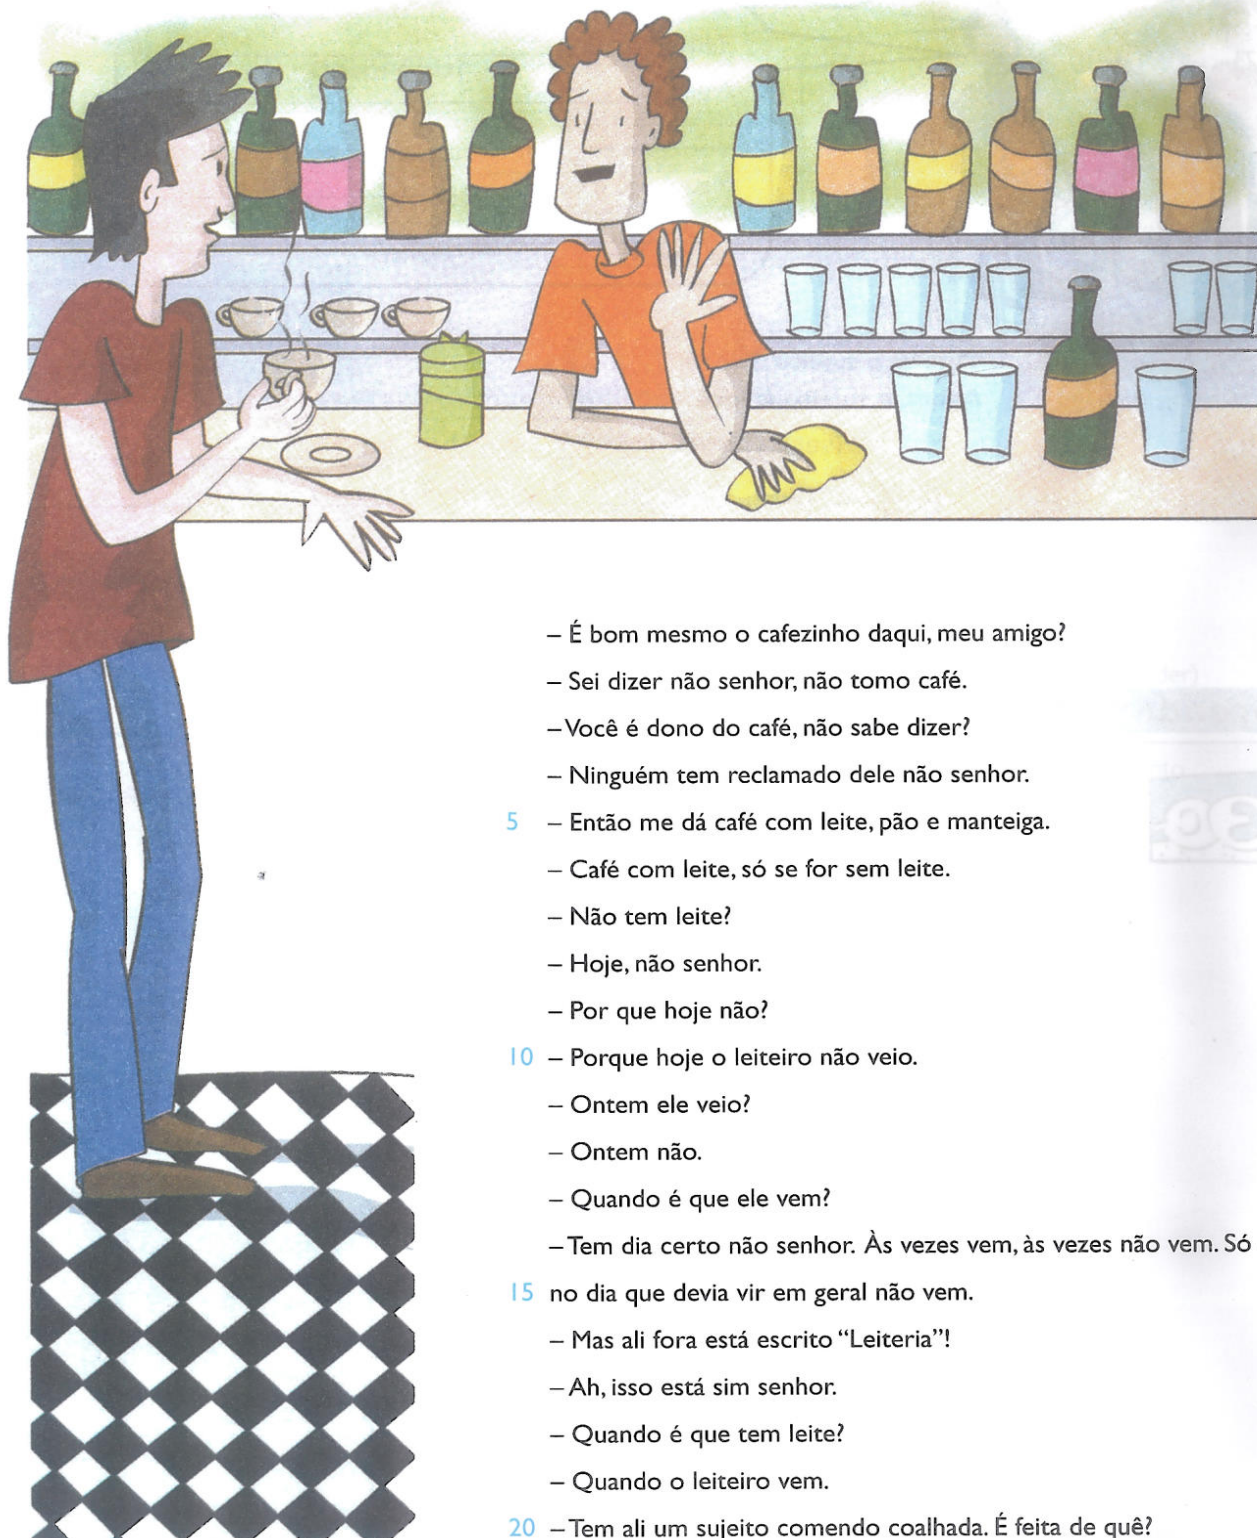 – É bom mesmo o cafezinho daqui, meu amigo?
– Sei dizer não senhor, não tomo café.
– Você é dono do café, não sabe dizer?
– Ninguém tem reclamado dele não senhor.
5 – Então me dá café com leite, pão e manteiga.
– Café com leite, só se for sem leite.
– Não tem leite?
– Hoje, não senhor.
– Por que hoje não?
10 – Porque hoje o leiteiro não veio.
– Ontem ele veio?
– Ontem não.
– Quando é que ele vem?
– Tem dia certo não senhor. Às vezes vem, às vezes não vem. Só
15 no dia que devia vir em geral não vem.
– Mas ali fora está escrito “Leiteria”!
– Ah, isso está sim senhor.
– Quando é que tem leite?
– Quando o leiteiro vem.
20 – Tem ali um sujeito comendo coalhada. É feita de quê?